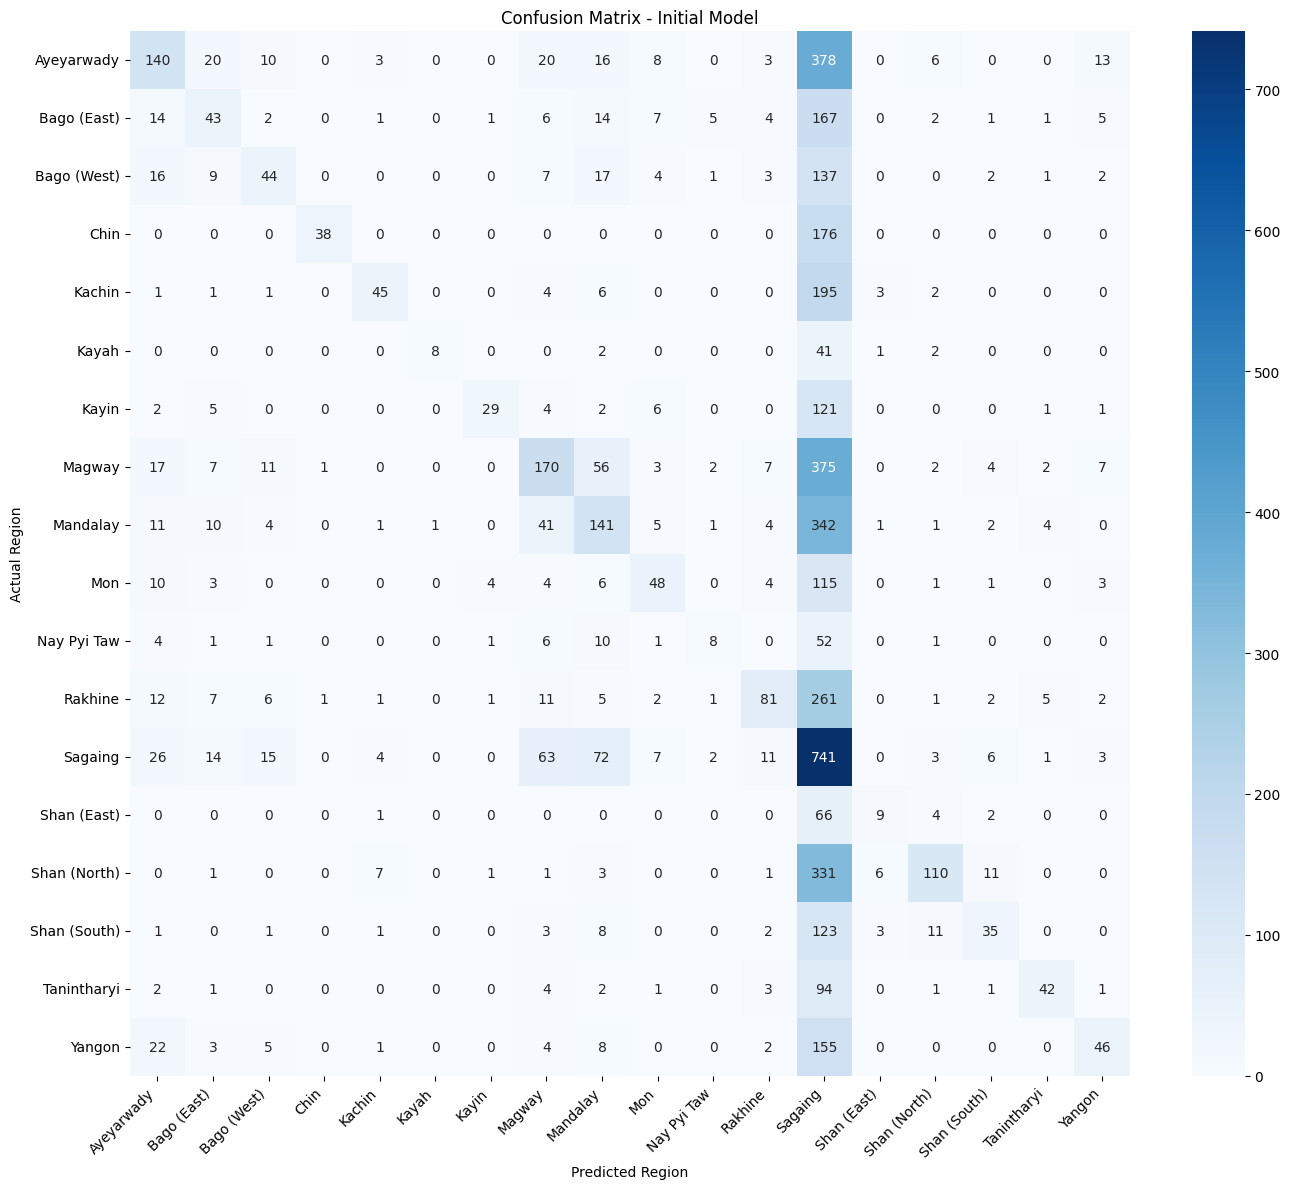 Confusion Matrix - Initial Model
Actual Region
Ayeyarwady 140 20 10 0 3 0 0 20 16 8 0 3 378 0 6 0 0 13
Bago (East) 14 43 2 0 1 0 1 6 14 7 5 4 167 0 2 1 1 5
Bago (West) 16 9 44 0 0 0 0 7 17 4 1 3 137 0 0 2 1 2
Chin 0 0 0 38 0 0 0 0 0 0 0 0 176 0 0 0 0 0
Kachin 1 1 1 0 45 0 0 4 6 0 0 0 195 3 2 0 0 0
Kayah 0 0 0 0 0 8 0 0 2 0 0 0 41 1 2 0 0 0
Kayin 2 5 0 0 0 0 29 4 2 6 0 0 121 0 0 0 1 1
Magway 17 7 11 1 0 0 0 170 56 3 2 7 375 0 2 4 2 7
Mandalay 11 10 4 0 1 1 0 41 141 5 1 4 342 1 1 2 4 0
Mon 10 3 0 0 0 0 4 4 6 48 0 4 115 0 1 1 0 3
Nay Pyi Taw 4 1 1 0 0 0 1 6 10 1 8 0 52 0 1 0 0 0
Rakhine 12 7 6 1 1 0 1 11 5 2 1 81 261 0 1 2 5 2
Sagaing 26 14 15 0 4 0 0 63 72 7 2 11 741 0 3 6 1 3
Shan (East) 0 0 0 0 1 0 0 0 0 0 0 0 66 9 4 2 0 0
Shan (North) 0 1 0 0 7 0 1 1 3 0 0 1 331 6 110 11 0 0
Shan (South) 1 0 1 0 1 0 0 3 8 0 0 2 123 3 11 35 0 0
Tanintharyi 2 1 0 0 0 0 0 4 2 1 0 3 94 0 1 1 42 1
Yangon 22 3 5 0 1 0 0 4 8 0 0 2 155 0 0 0 0 46
Ayeyarwady Bago (East) Bago (West) Chin Kachin Kayah Kayin Magway Mandalay Mon Nay Pyi Taw Rakhine Sagaing Shan (East) Shan (North) Shan (South) Tanintharyi Yangon
Predicted Region
700
600
500
400
300
200
100
0